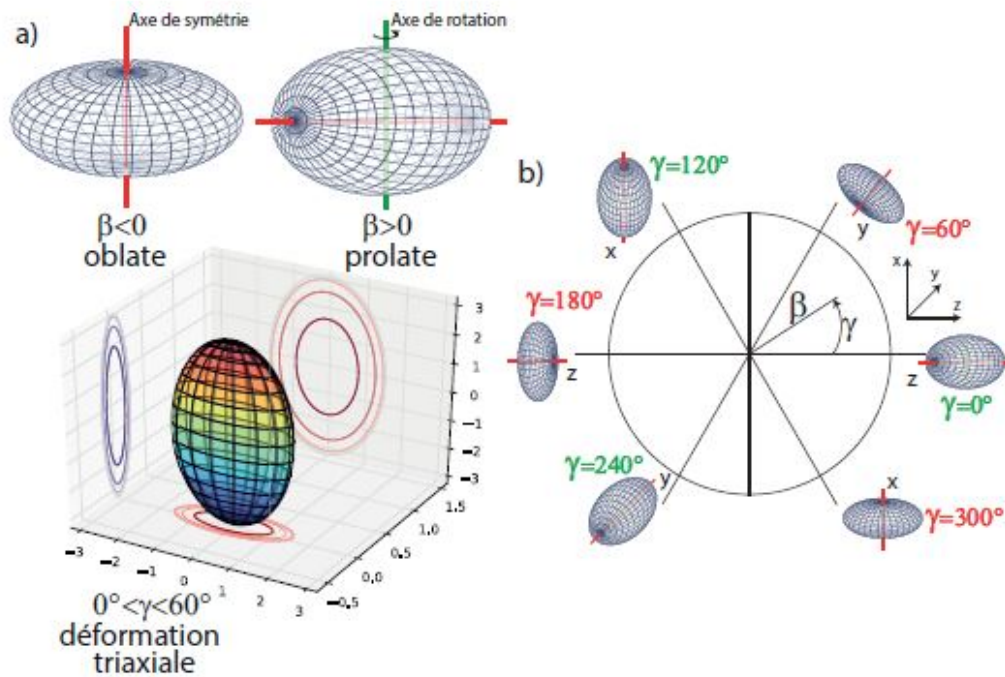 a)
Axe de symétrie
Axe de rotation
β<0
oblate
β>0
prolate
3
2
1
0
−1
−2
−3
1.5
1.0
0.5
0.0
−0.5
−3
−2
−1
0
1
2
3
0°<γ<60°
déformation
triaxiale
b)
γ=120°
x
γ=60°
y
γ=180°
z
β
γ
x
y
z
z
γ=0°
γ=240°
y
x
γ=300°